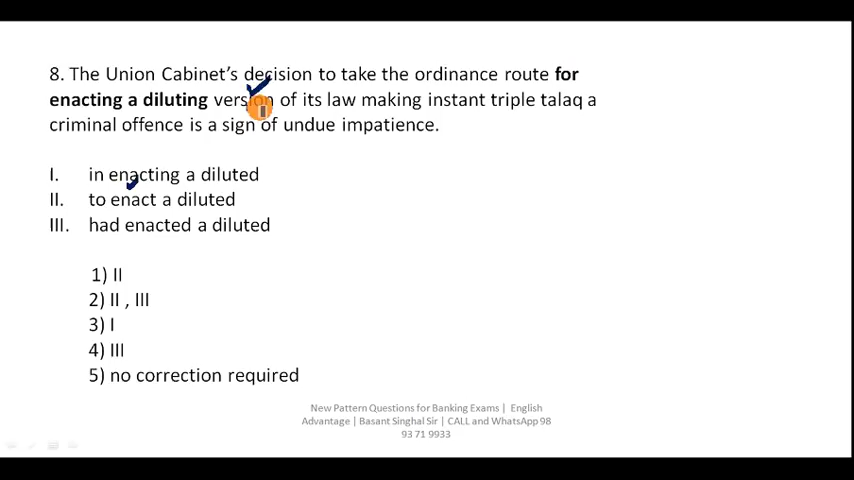 8. The Union Cabinet's decision to take the ordinance route for
enacting a diluting version of its law making instant triple talaq a
criminal offence is a sign of undue impatience.
I. in enacting a diluted
II. to enact a diluted
III. had enacted a diluted
1) II
2) II , III
3) I
4) III
5) no correction required
New Pattern Questions for Banking Exams | English
Advantage | Basant Singhal Sir | CALL and WhatsApp 98
93 71 9933